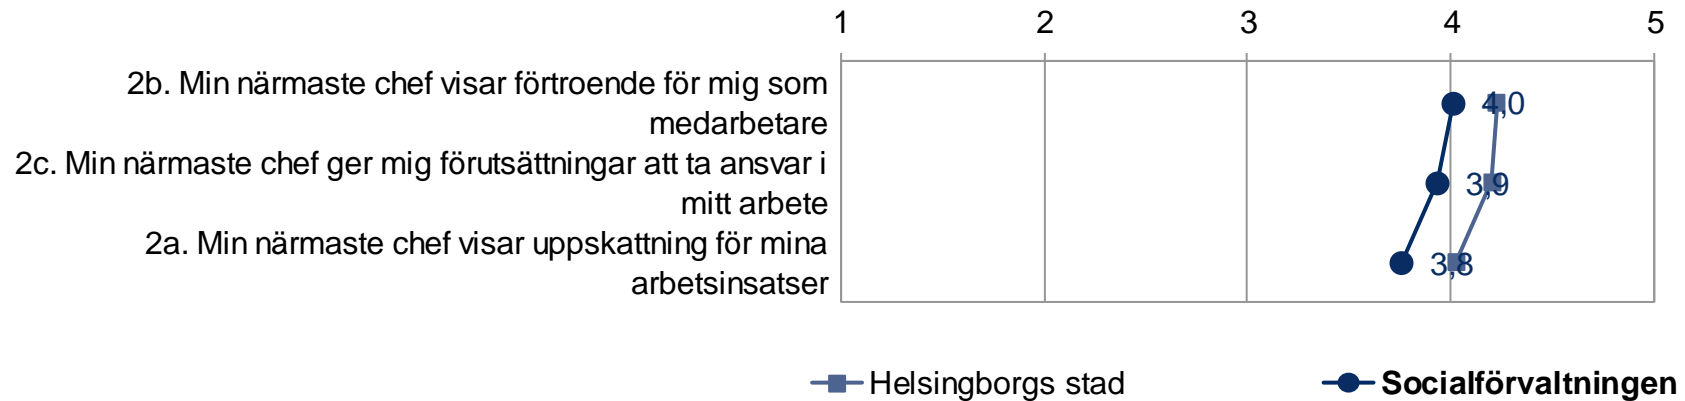 1 2 3 4 5
2b. Min närmaste chef visar förtroende för mig som
medarbetare
4,0
2c. Min närmaste chef ger mig förutsättningar att ta ansvar i
mitt arbete
3,9
2a. Min närmaste chef visar uppskattning för mina
arbetsinsatser
3,8
Helsingborgs stad Socialförvaltningen